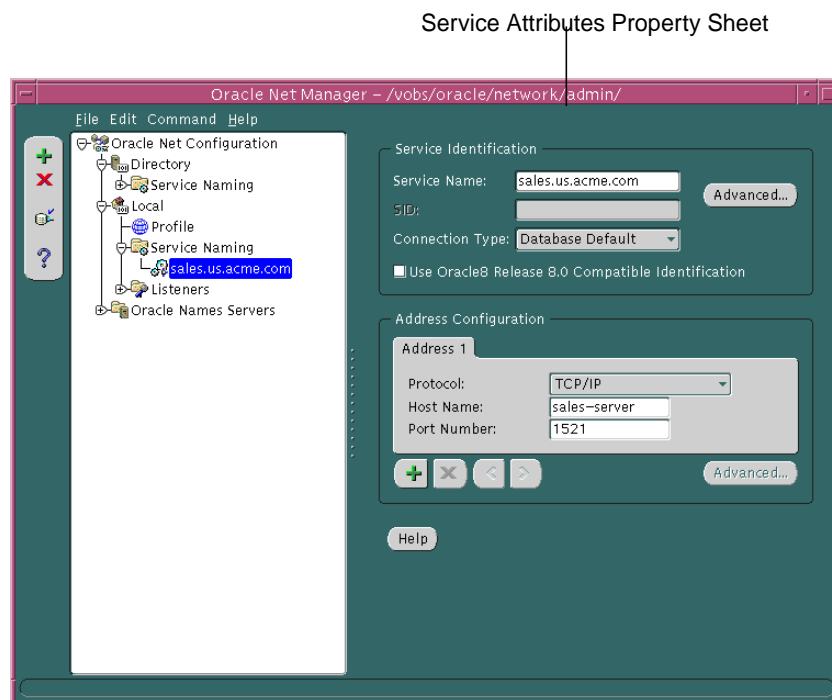 Service Attributes Property Sheet
Oracle Net Manager – /vobs/oracle/network/admin/
File Edit Command Help
Oracle Net Configuration
Directory
Service Naming
Local
Profile
Service Naming
sales.us.acme.com
Listeners
Oracle Names Servers
Service Identification
Service Name: sales.us.acme.com
Advanced...
SID:
Connection Type: Database Default
Use Oracle8 Release 8.0 Compatible Identification
Address Configuration
Address 1
Protocol: TCP/IP
Host Name: sales-server
Port Number: 1521
Advanced...
Help